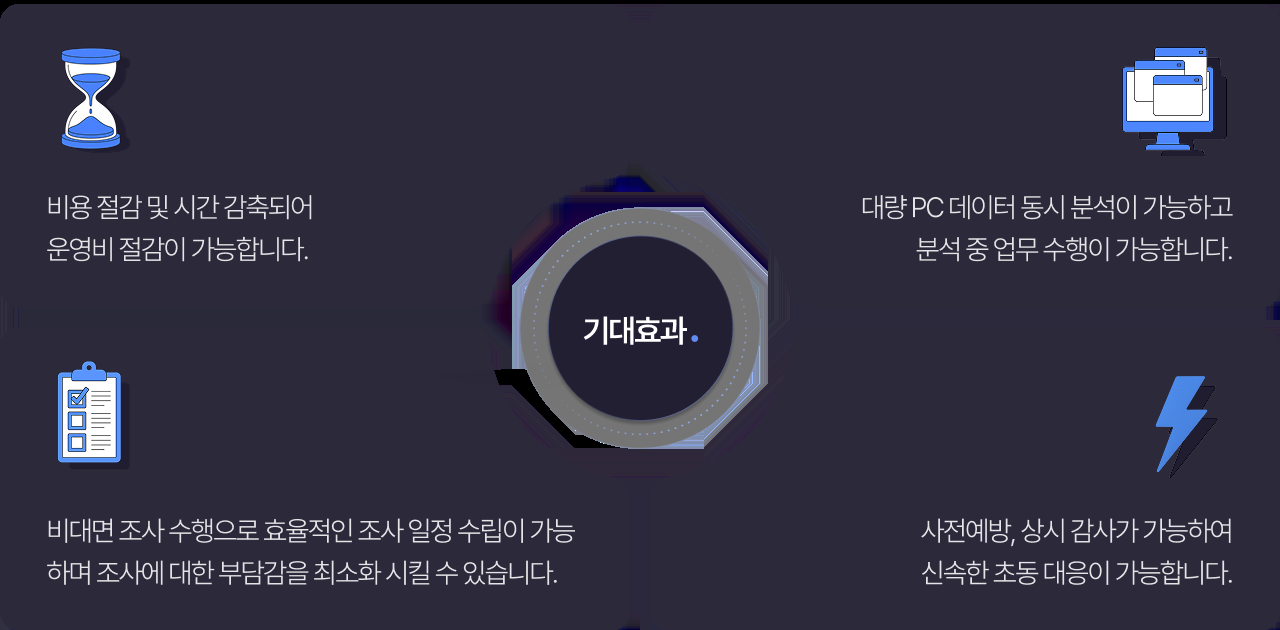 비용 절감 및 시간 감축되어
운영비 절감이 가능합니다.
대량 PC 데이터 동시 분석이 가능하고
분석 중 업무 수행이 가능합니다.
기대효과.
비대면 조사 수행으로 효율적인 조사 일정 수립이 가능
하며 조사에 대한 부담감을 최소화 시킬 수 있습니다.
사전예방, 상시 감사가 가능하여
신속한 초동 대응이 가능합니다.